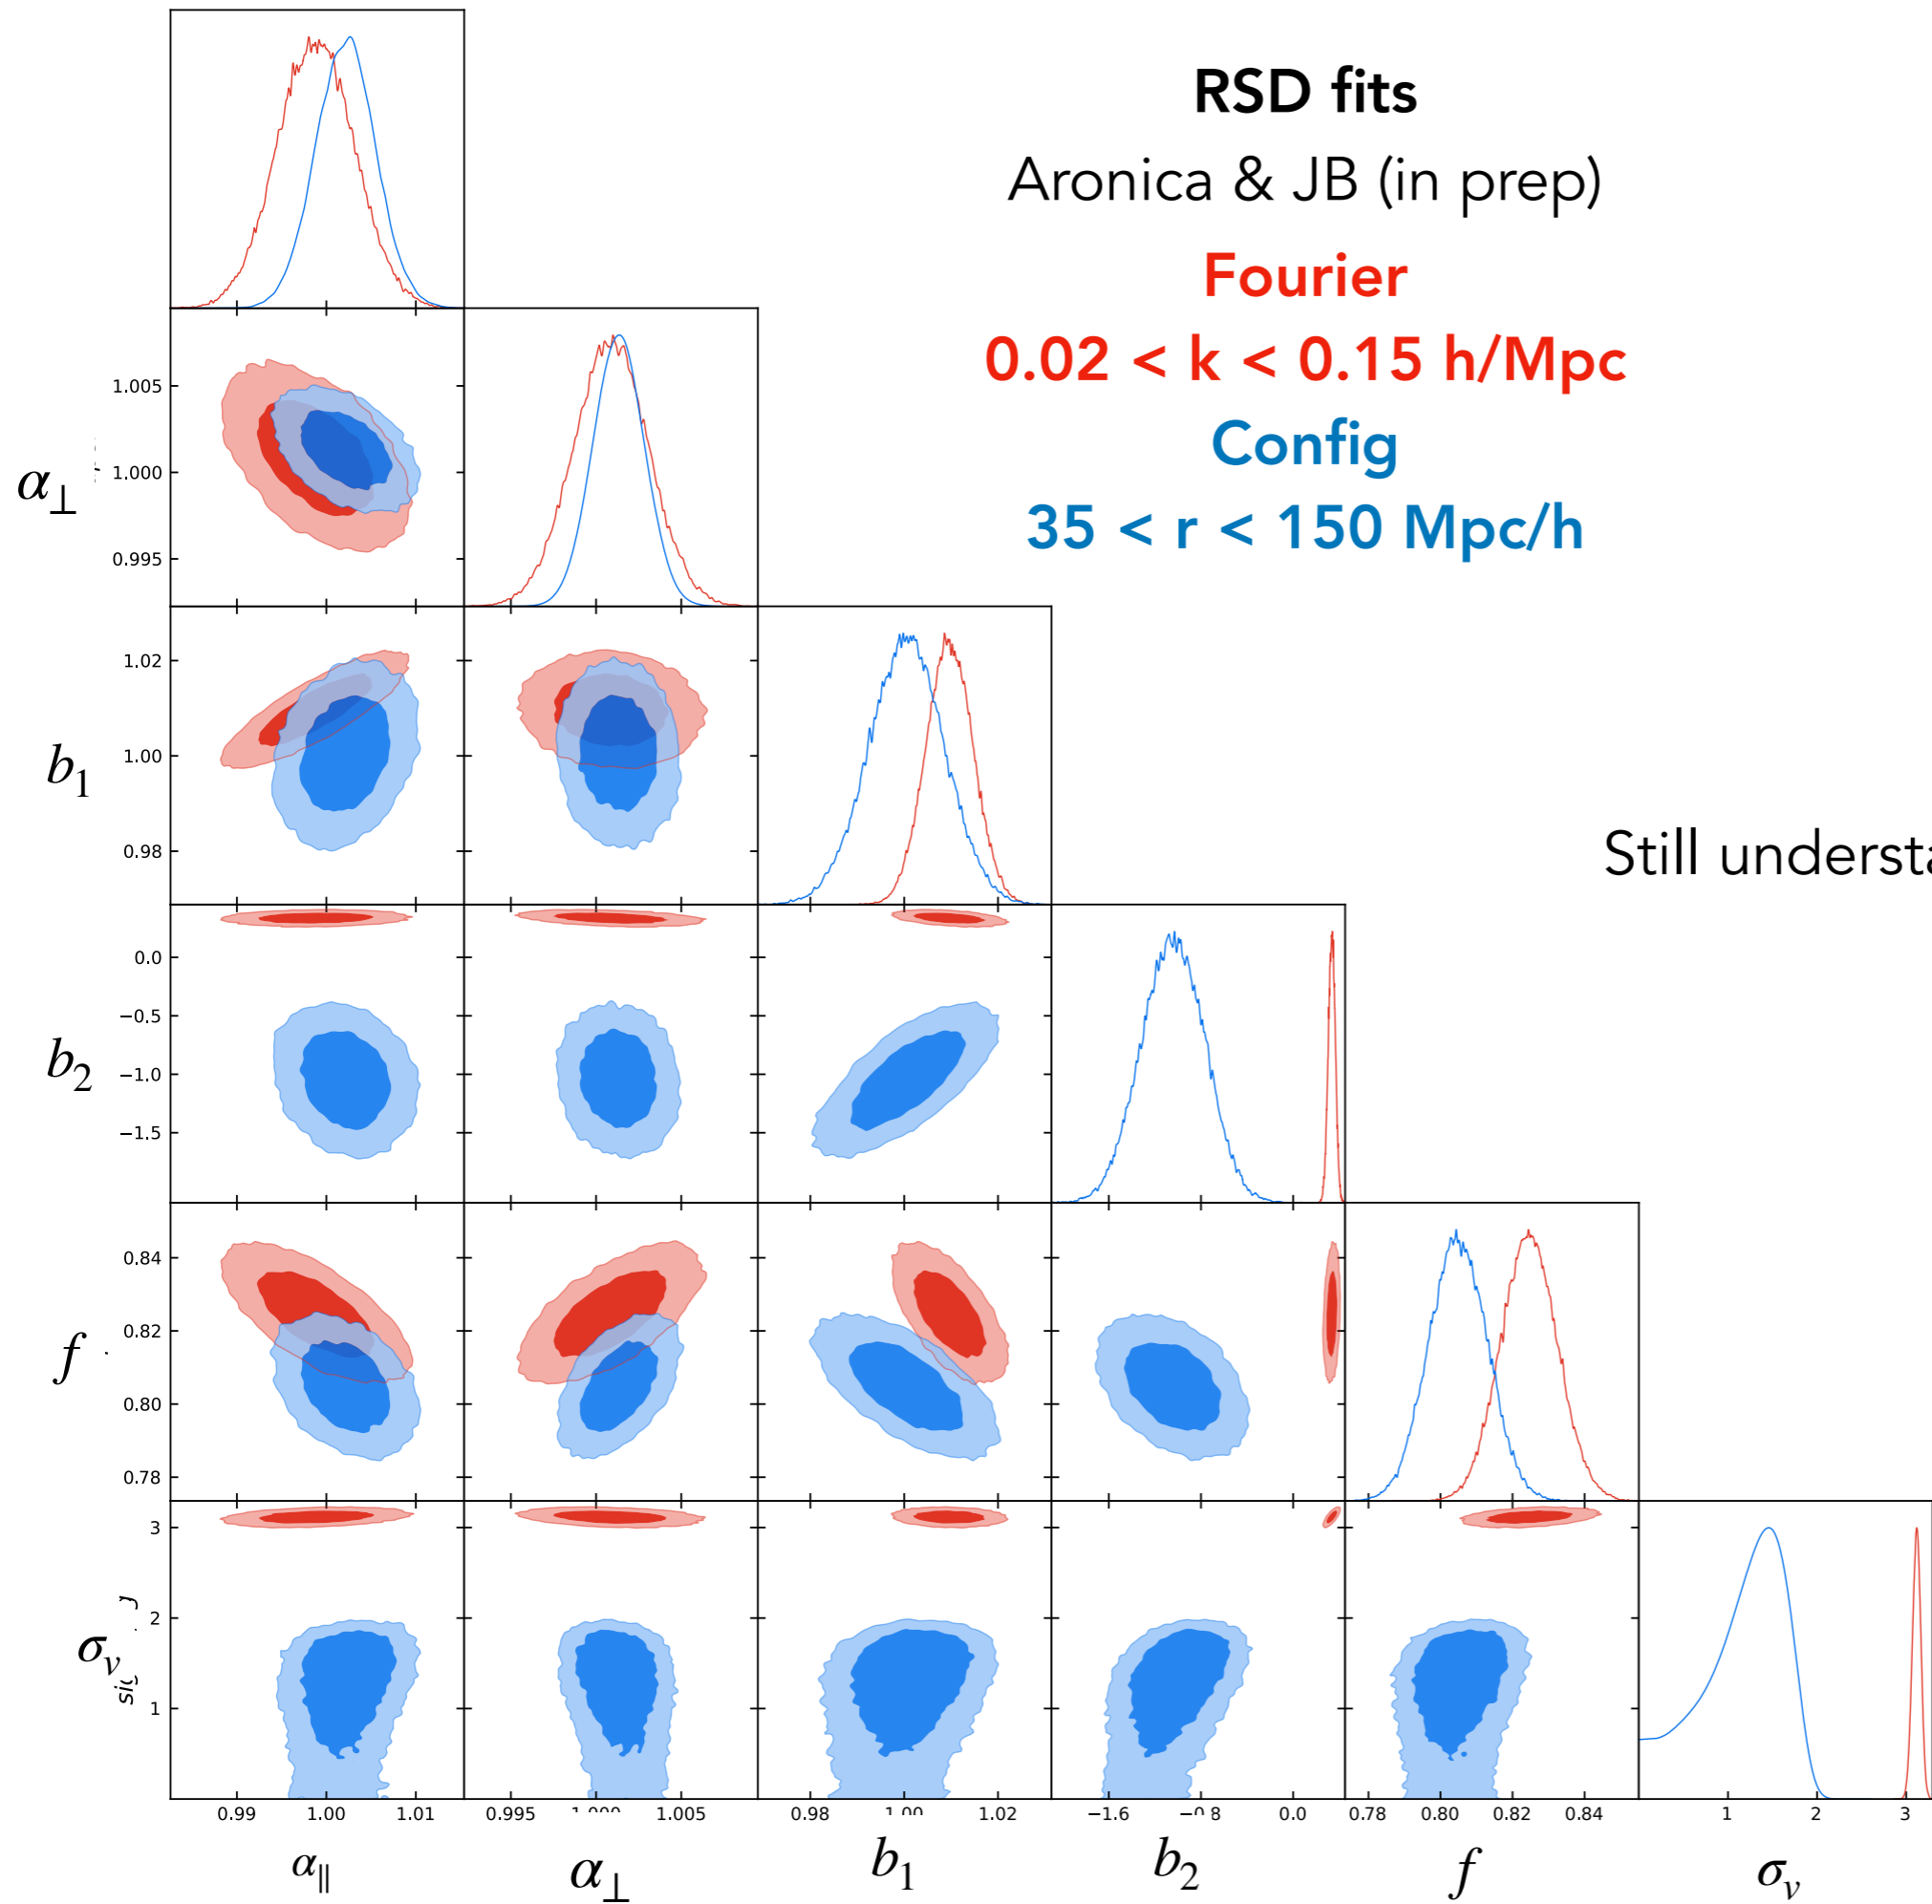 RSD fits
Aronica & JB (in prep)
Fourier
0.02 < k < 0.15 h/Mpc
Config
35 < r < 150 Mpc/h
Still understa
α⊥
1.005
1.000
0.995
b₁
1.02
1.00
0.98
b₂
0.0
−0.5
−1.0
−1.5
f
0.84
0.82
0.80
0.78
σᵥ
3
2
1
0.99 1.00 1.01 0.995 1.005 0.98 1.00 1.02 −1.6 0.0 0.78 0.80 0.82 0.84 1 2 3
α∥ α⊥ b₁ b₂ f σᵥ